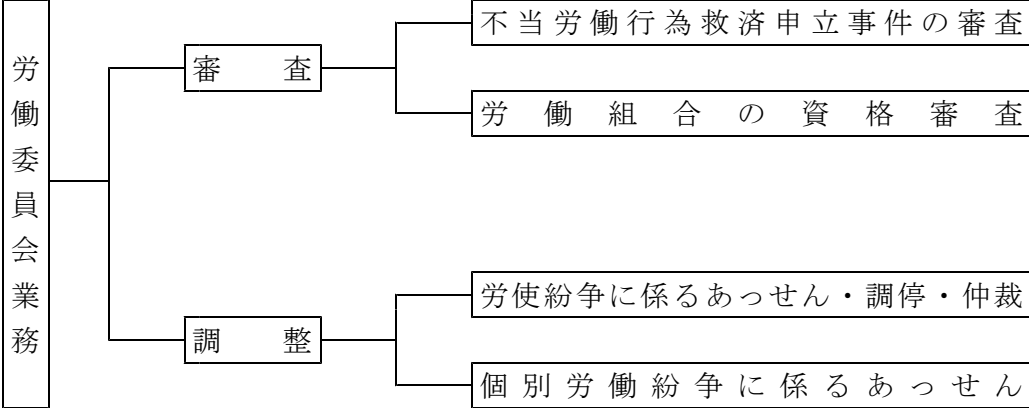 労働委員会業務
審査
不当労働行為救済申立事件の審査
労働組合の資格審査
調整
労使紛争に係るあっせん・調停・仲裁
個別労働紛争に係るあっせん